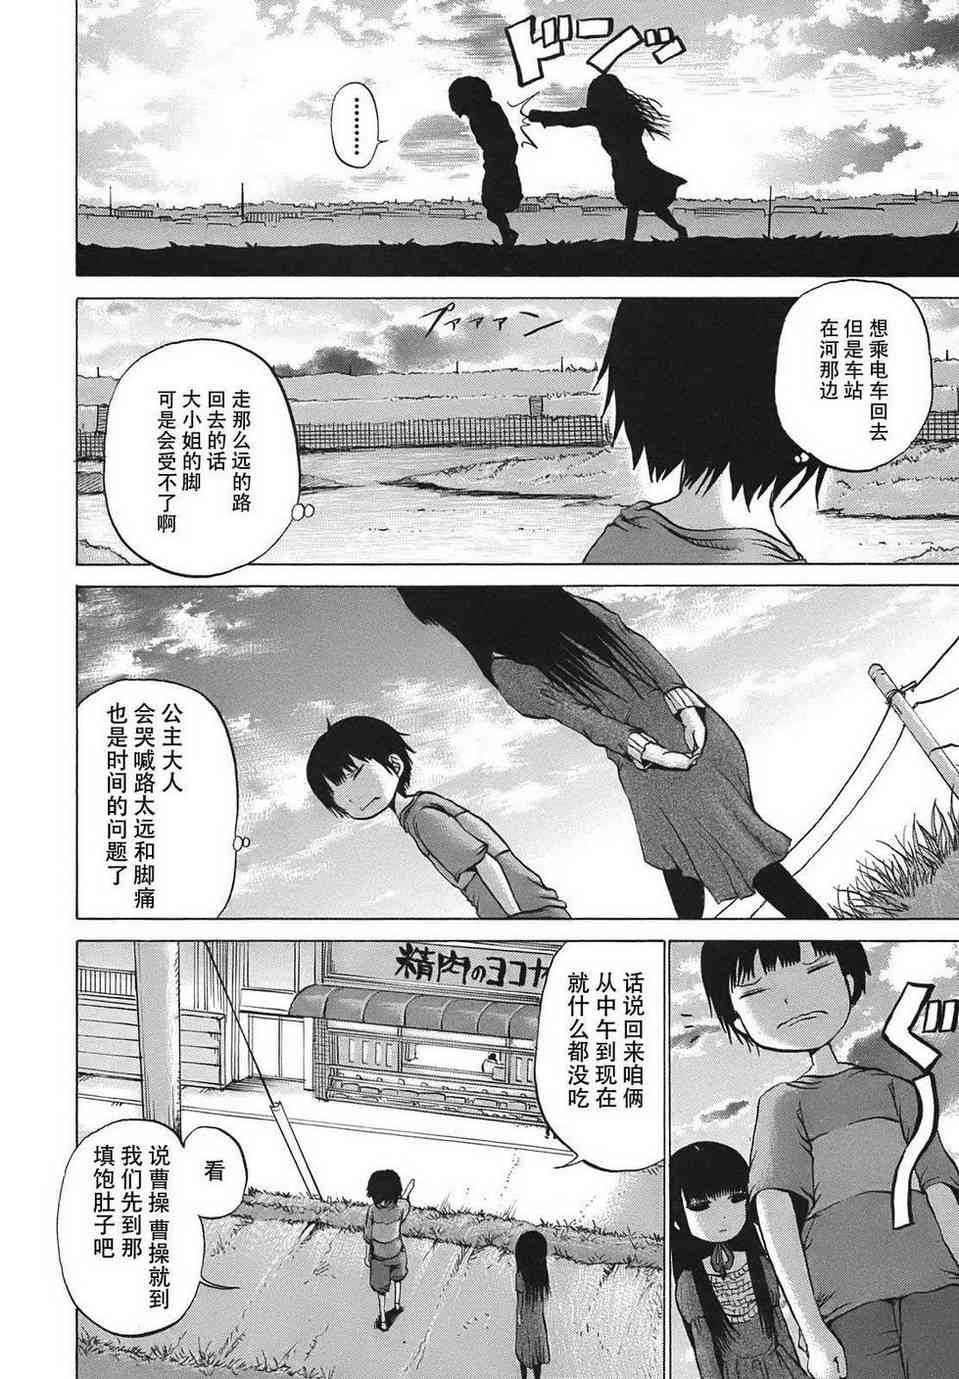 ドーンッ
………
想乘电车回去
但是车站
在河那边
ファァァン
走那么远的路
回去的话
大小姐的脚
可是会受不了啊
公主大人
会哭喊路太远和脚痛
也是时间的问题了
ぐ〜
话说回来咱俩
从中午到现在
就什么都没吃
精肉のヨコヤ
看
说曹操曹操就到
我们先到那
填饱肚子吧